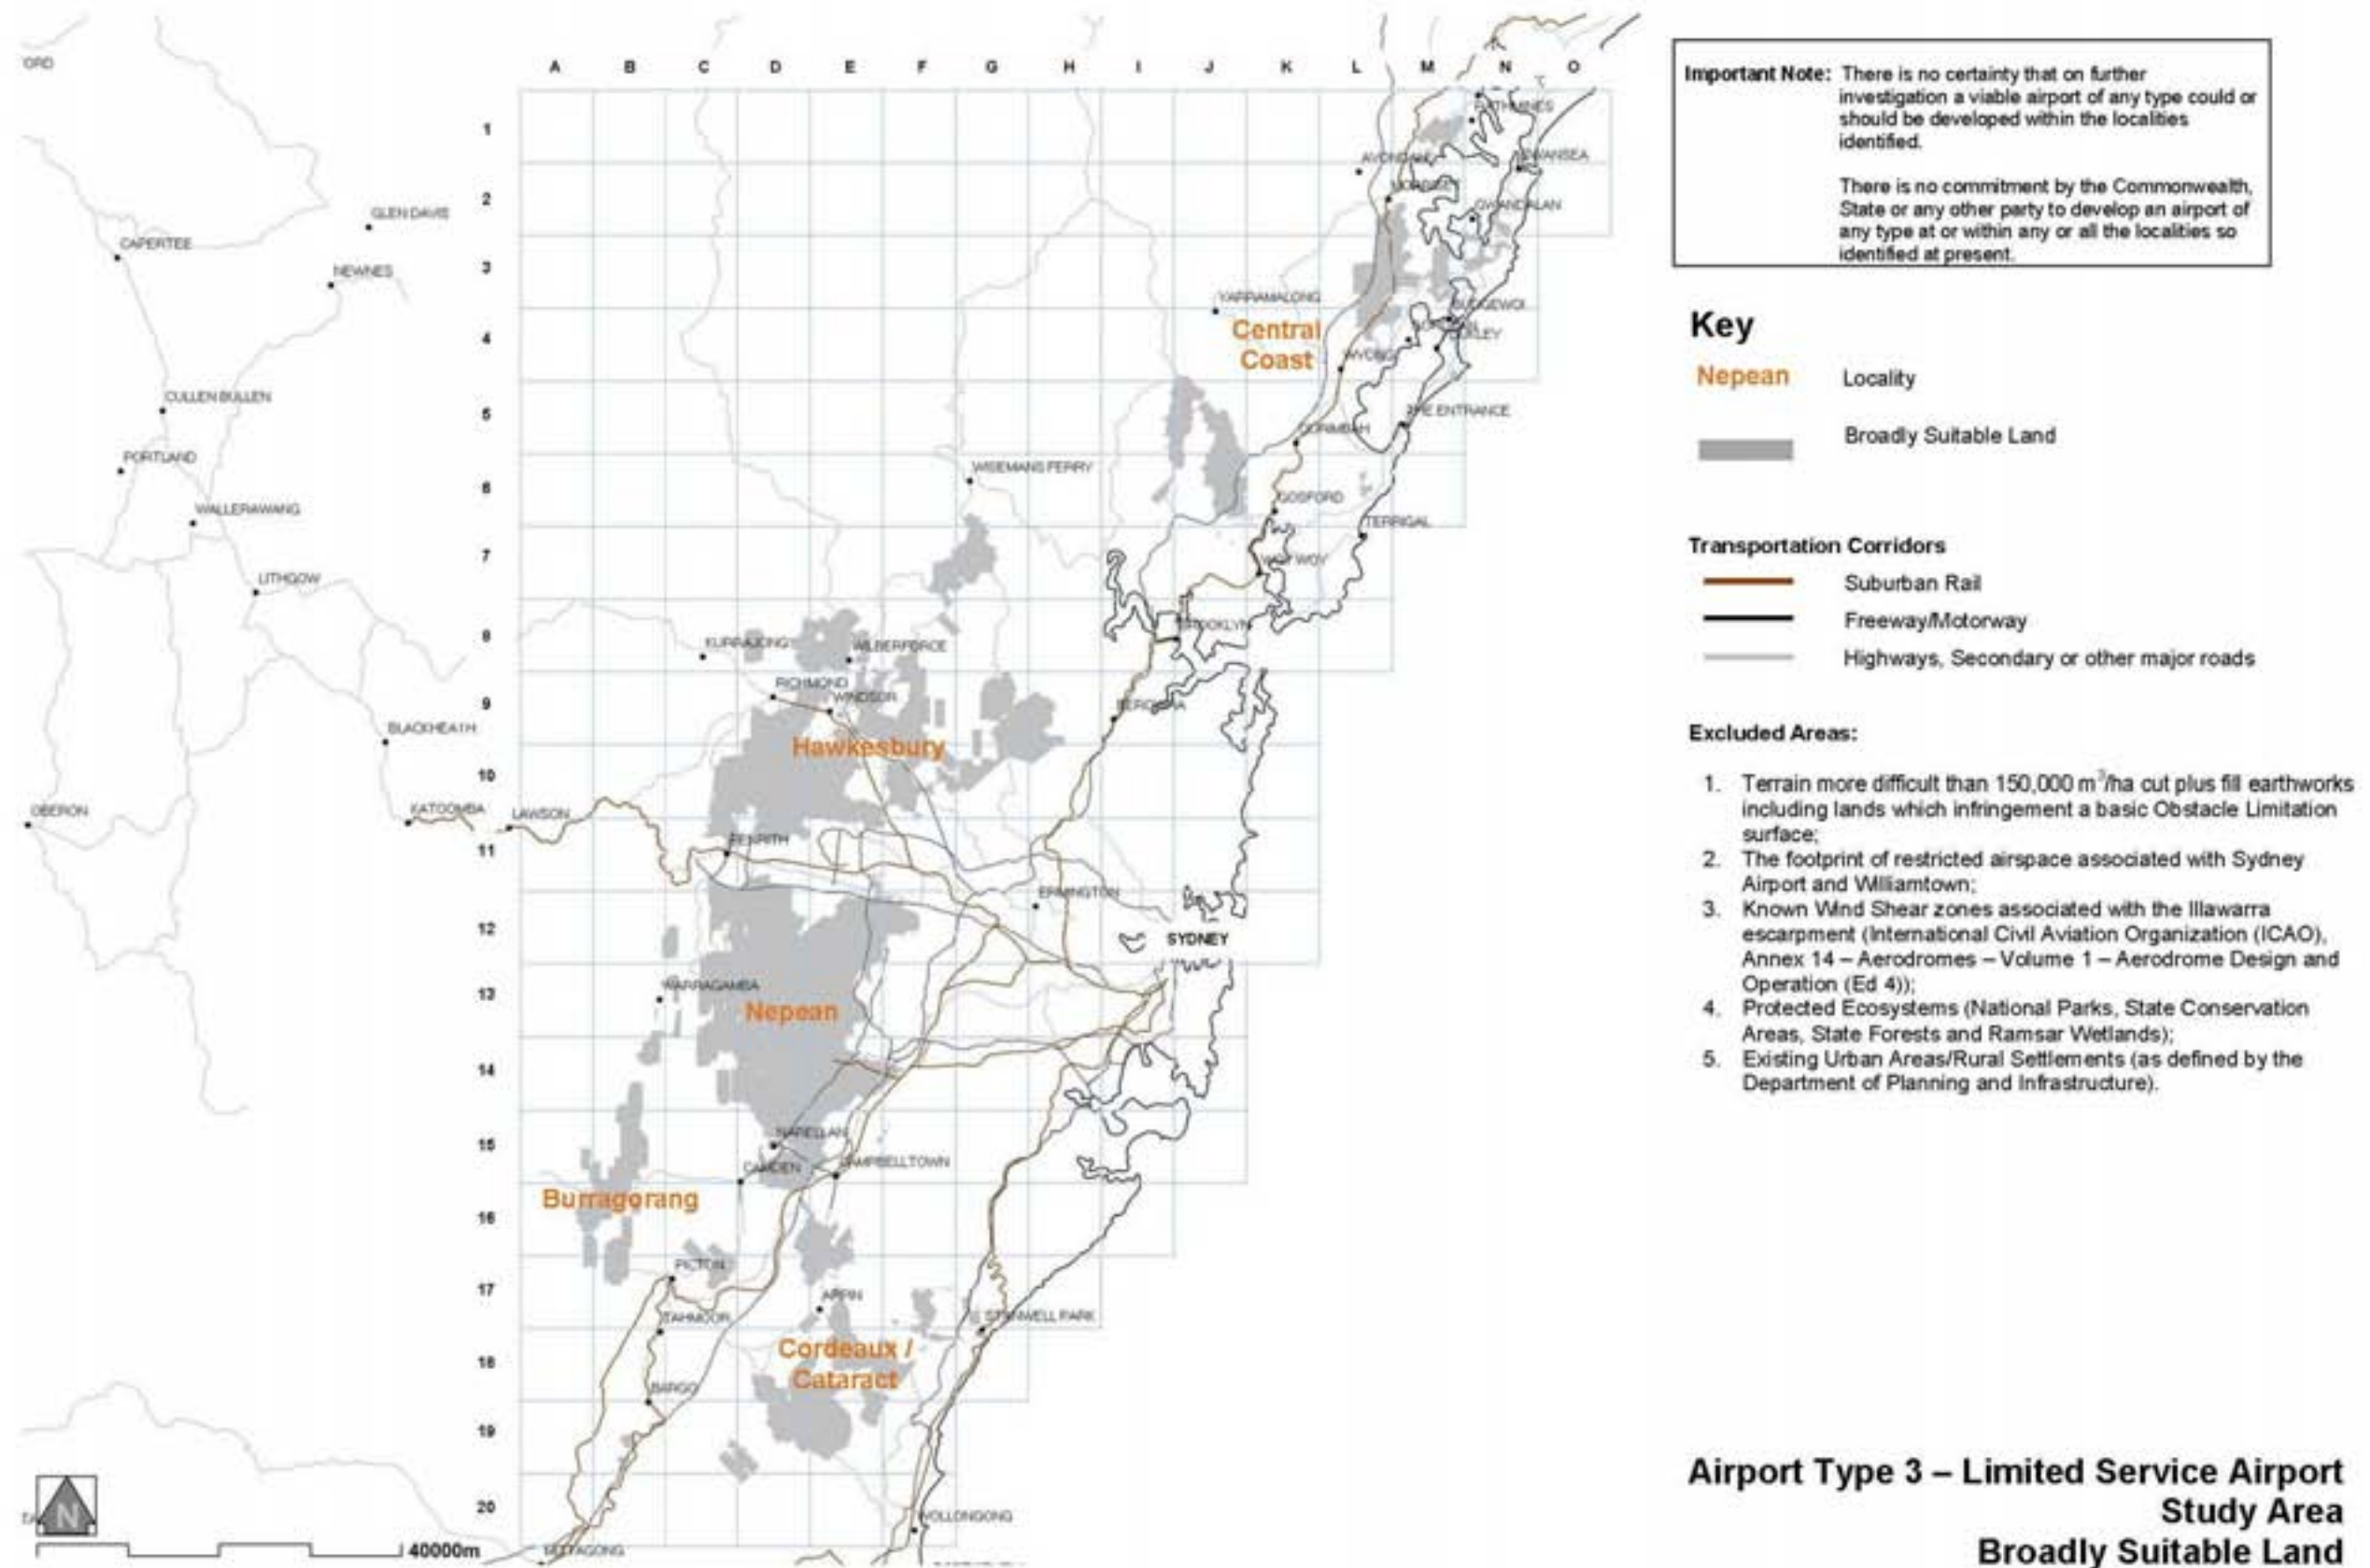 A B C D E F G H I J K L M N O
1
2
3
4
5
6
7
8
9
10
11
12
13
14
15
16
17
18
19
20
GLEN DAVIS
CAPERTEE
NEWNES
CULLEN BULLEN
PORTLAND
WALLERAWANG
LITHGOW
BLACKHEATH
OBERON
KATOOMBA
LAWSON
SWANSEA
GWANDALAN
YARRAMALONG
Central
Coast
WYONG
THE ENTRANCE
OURIMBAH
WISEMANS FERRY
GOSFORD
TERRIGAL
WOY WOY
BROOKLYN
KURRAJONG
WILBERFORCE
RICHMOND
WINDSOR
BEROWRA
Hawkesbury
PENRITH
ERMINGTON
SYDNEY
WARRAGAMBA
Nepean
NARELLAN
CAMDEN
CAMPBELLTOWN
Burragorang
PICTON
APPIN
TAHMOOR
STANWELL PARK
Cordeaux /
Cataract
BARGO
WOLLONGONG
MITTAGONG
N
40000m
Important Note: There is no certainty that on further
investigation a viable airport of any type could or
should be developed within the localities
identified.
There is no commitment by the Commonwealth,
State or any other party to develop an airport of
any type at or within any or all the localities so
identified at present.
Key
Nepean Locality
Broadly Suitable Land
Transportation Corridors
Suburban Rail
Freeway/Motorway
Highways, Secondary or other major roads
Excluded Areas:
1. Terrain more difficult than 150,000 m³/ha cut plus fill earthworks
including lands which infringement a basic Obstacle Limitation
surface;
2. The footprint of restricted airspace associated with Sydney
Airport and Williamtown;
3. Known Wind Shear zones associated with the Illawarra
escarpment (International Civil Aviation Organization (ICAO),
Annex 14 – Aerodromes – Volume 1 – Aerodrome Design and
Operation (Ed 4));
4. Protected Ecosystems (National Parks, State Conservation
Areas, State Forests and Ramsar Wetlands);
5. Existing Urban Areas/Rural Settlements (as defined by the
Department of Planning and Infrastructure).
Airport Type 3 – Limited Service Airport
Study Area
Broadly Suitable Land